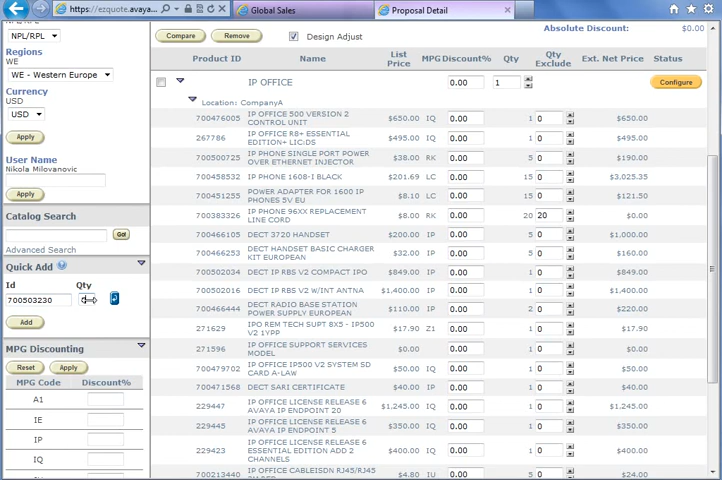 https://ezquote.avaya...
Global Sales
Proposal Detail
NPL/RPL
Regions
WE
WE - Western Europe
Currency
USD
USD
Apply
User Name
Nikola Milovanovic
Apply
Catalog Search
Go!
Advanced Search
Quick Add
Id Qty
700503230
Add
MPG Discounting
Reset Apply
MPG Code Discount%
A1
IE
IP
IQ
Compare Remove Design Adjust
Absolute Discount: $0.00
Product ID Name List Price MPG Discount% Qty Qty Exclude Ext. Net Price Status
IP OFFICE 0.00 1 Configure
Location: CompanyA
700476005 IP OFFICE 500 VERSION 2 CONTROL UNIT $650.00 IQ 0.00 1 0 $650.00
267786 IP OFFICE R8+ ESSENTIAL EDITION+ LIC:DS $495.00 IQ 0.00 1 0 $495.00
700500725 IP PHONE SINGLE PORT POWER OVER ETHERNET INJECTOR $38.00 RK 0.00 5 0 $190.00
700458532 IP PHONE 1608-I BLACK $201.69 LC 0.00 15 0 $3,025.35
700451255 POWER ADAPTER FOR 1600 IP PHONES 5V EU $8.10 LC 0.00 15 0 $121.50
700383326 IP PHONE 96XX REPLACEMENT LINE CORD $8.00 RK 0.00 20 20 $0.00
700466105 DECT 3720 HANDSET $200.00 IP 0.00 5 0 $1,000.00
700466253 DECT HANDSET BASIC CHARGER KIT EUROPEAN $32.00 IP 0.00 5 0 $160.00
700502034 DECT IP RBS V2 COMPACT IPO $849.00 IP 0.00 1 0 $849.00
700502016 DECT IP RBS V2 W/INT ANTNA $1,400.00 IP 0.00 1 0 $1,400.00
700466444 DECT RADIO BASE STATION POWER SUPPLY EUROPEAN $110.00 IP 0.00 2 0 $220.00
271629 IPO REM TECH SUPT 8X5 - IP500 V2 1YPP $17.90 Z1 0.00 1 0 $17.90
271596 IP OFFICE SUPPORT SERVICES MODEL $0.00 0.00 1 0 $0.00
700479702 IP OFFICE IP500 V2 SYSTEM SD CARD A-LAW $50.00 IQ 0.00 1 0 $50.00
700471568 DECT SARI CERTIFICATE $40.00 IP 0.00 1 0 $40.00
229447 IP OFFICE LICENSE RELEASE 6 AVAYA IP ENDPOINT 20 $1,245.00 IQ 0.00 1 0 $1,245.00
229445 IP OFFICE LICENSE RELEASE 6 AVAYA IP ENDPOINT 5 $350.00 IQ 0.00 1 0 $350.00
229423 IP OFFICE LICENSE RELEASE 6 ESSENTIAL EDITION ADD 2 CHANNELS $400.00 IQ 0.00 1 0 $400.00
700213440 IP OFFICE CABLEISDN RJ45/RJ45 $4.80 IU 0.00 5 0 $24.00